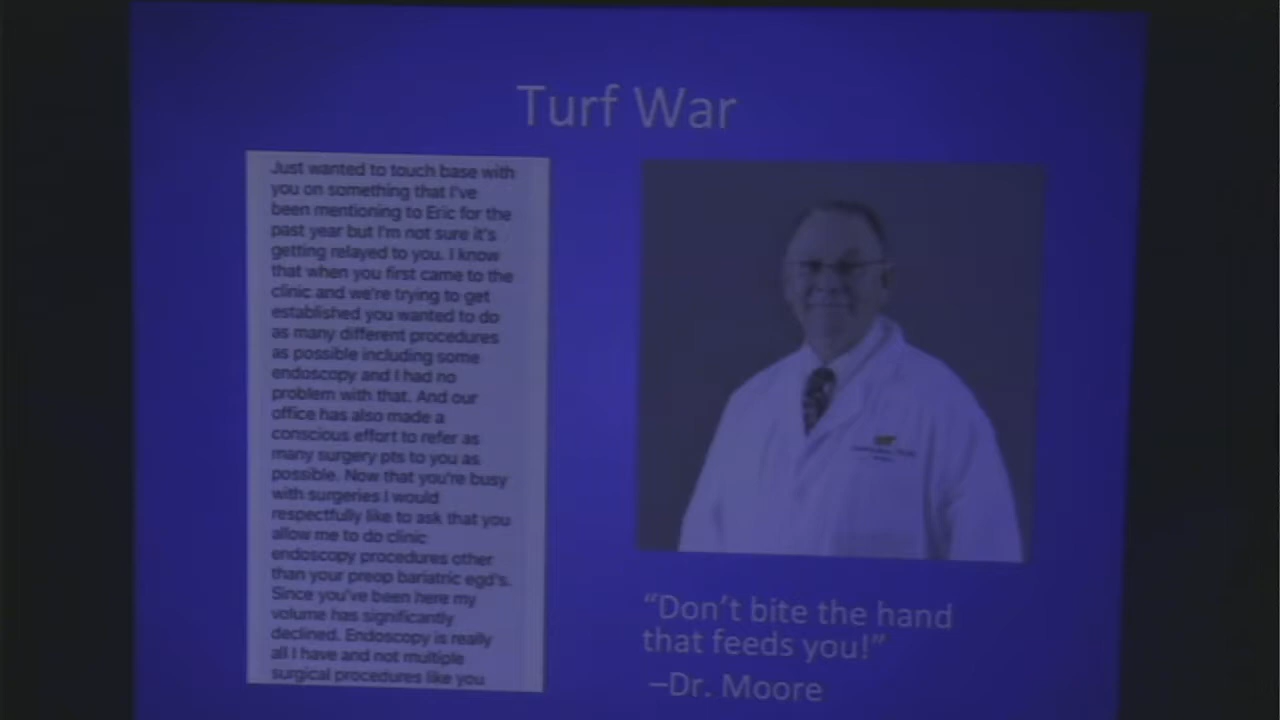 Turf War
Just wanted to touch base with
you on something that I've
been mentioning to Eric for the
past year but I'm not sure it's
getting relayed to you. I know
that when you first came to the
clinic and we're trying to get
established you wanted to do
as many different procedures
as possible including some
endoscopy and I had no
problem with that. And our
office has also made a
conscious effort to refer as
many surgery pts to you as
possible. Now that you're busy
with surgeries I would
respectfully like to ask that you
allow me to do clinic
endoscopy procedures other
than your preop bariatric egd's.
Since you've been here my
volume has significantly
declined. Endoscopy is really
all I have and not multiple
surgical procedures like you
“Don’t bite the hand
that feeds you!”
–Dr. Moore